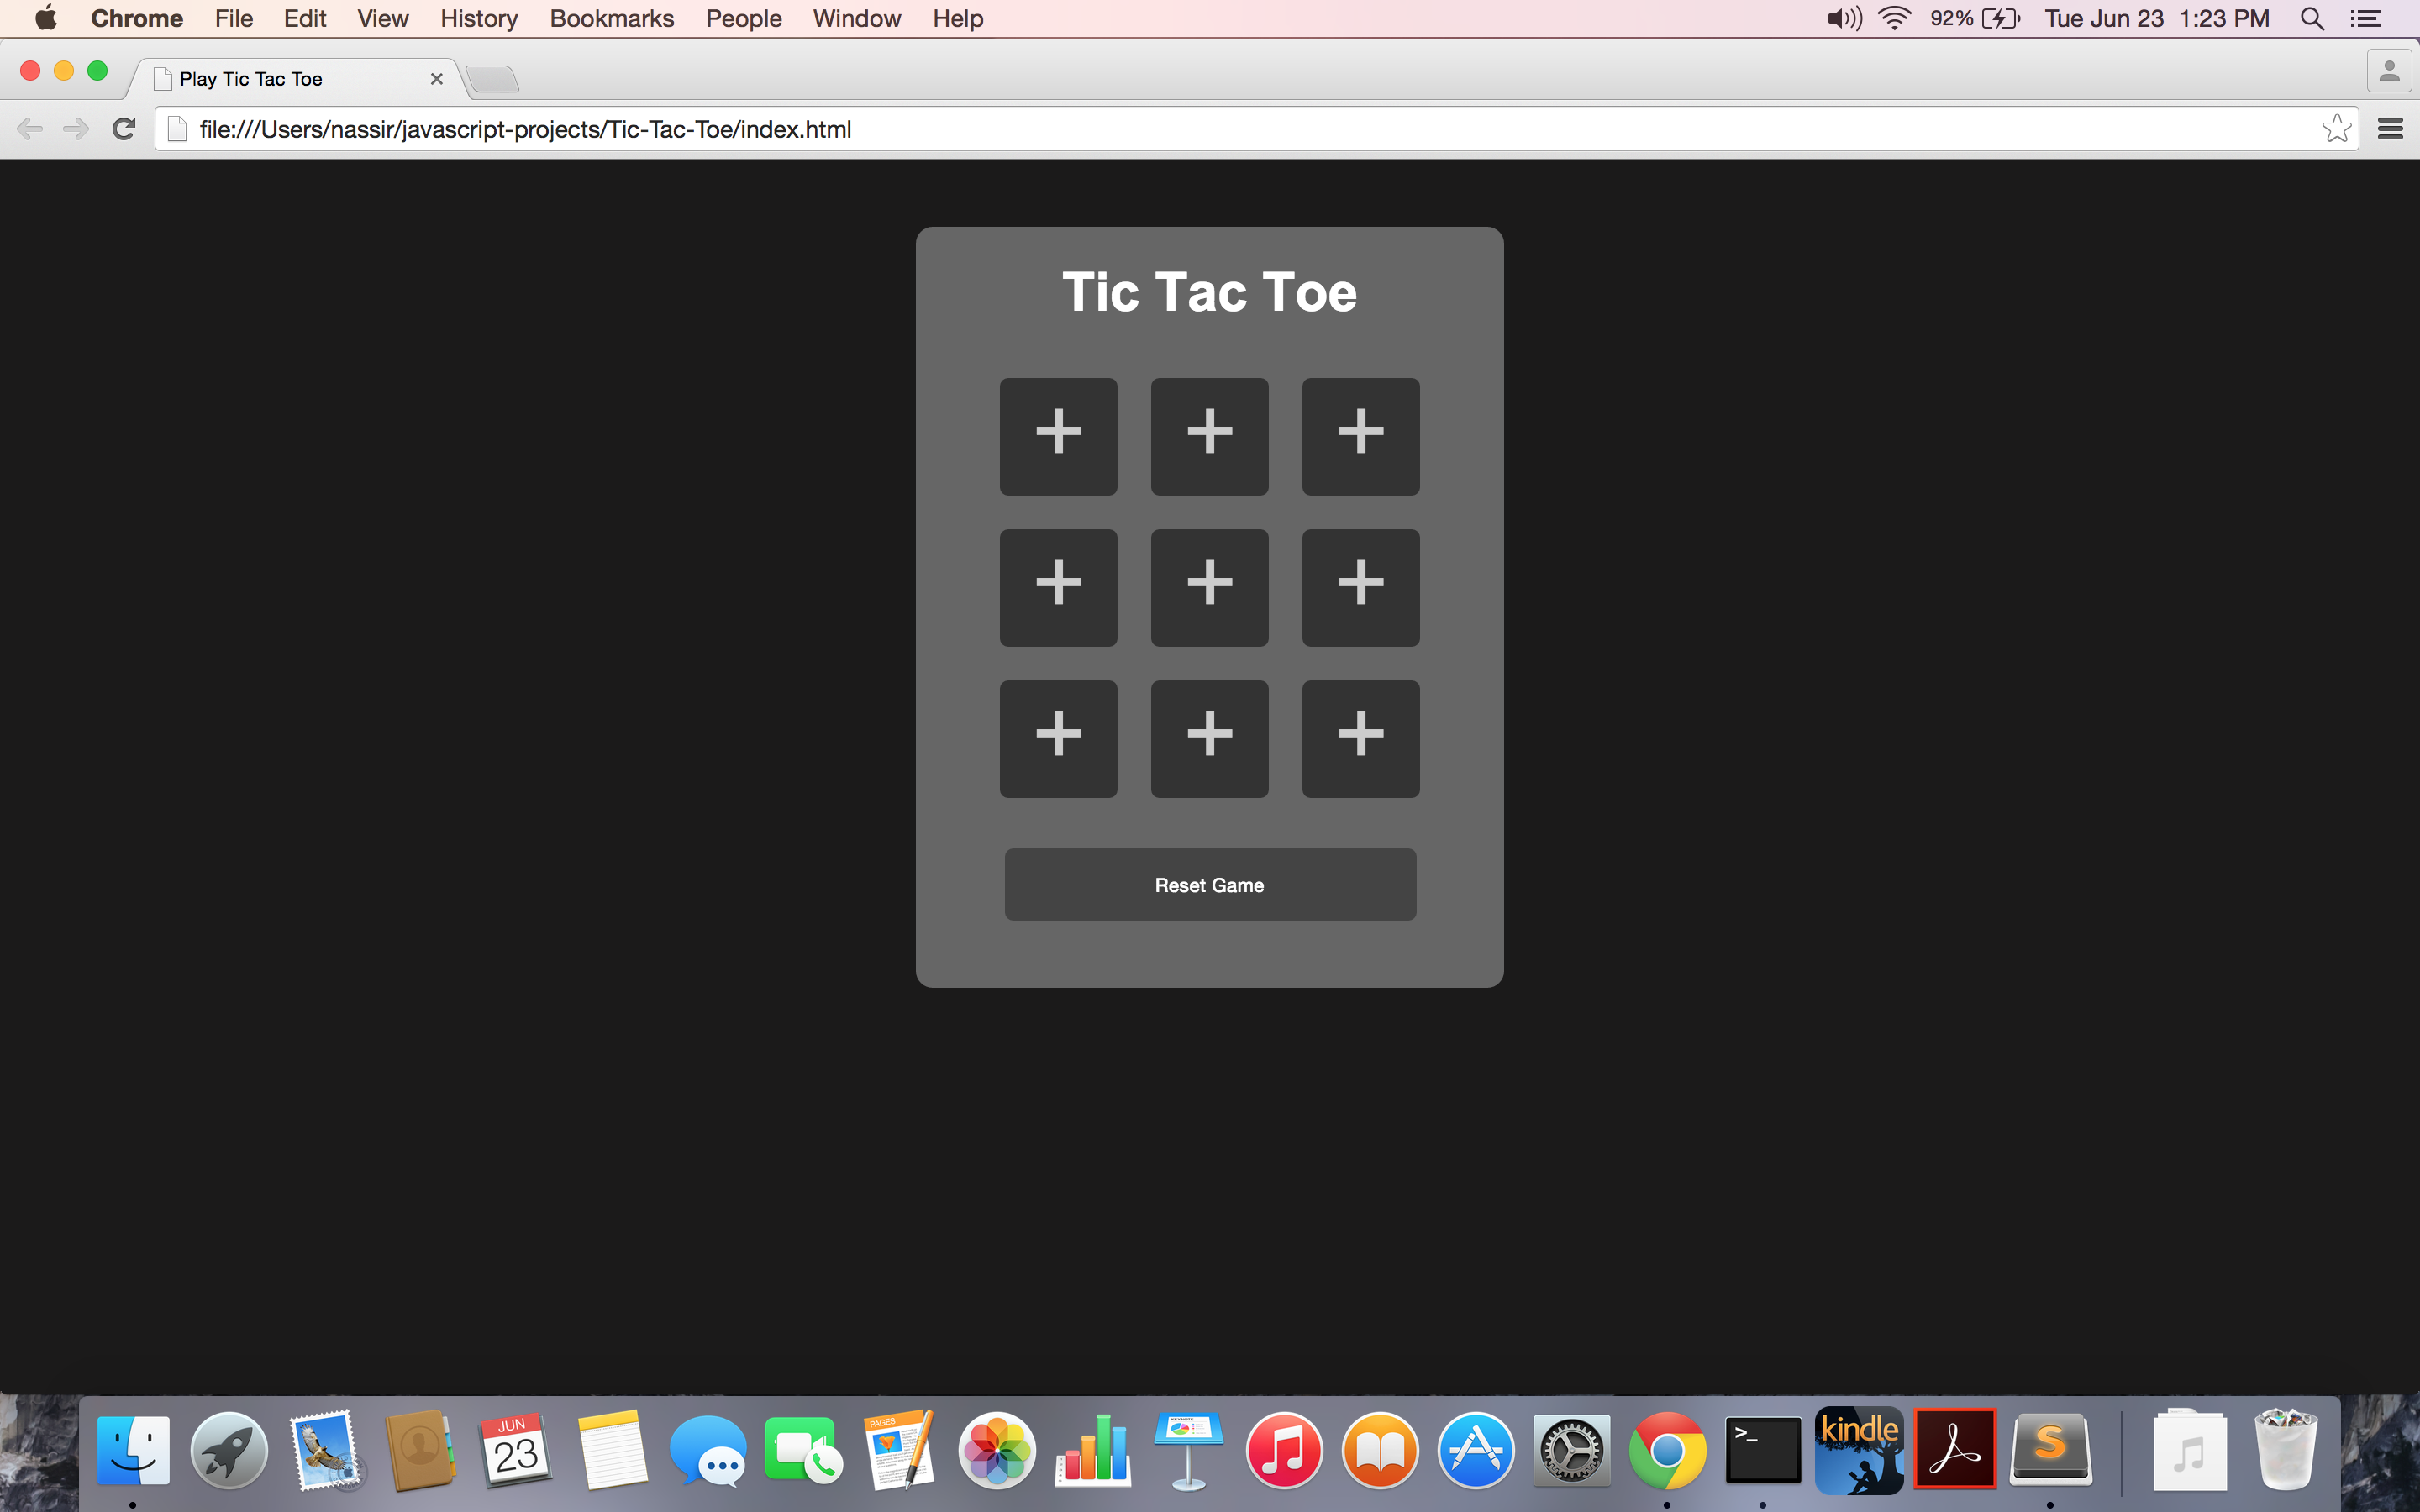 Chrome File Edit View History Bookmarks People Window Help 92% Tue Jun 23 1:23 PM
Play Tic Tac Toe
file:///Users/nassir/javascript-projects/Tic-Tac-Toe/index.html
Tic Tac Toe
+ + +
+ + +
+ + +
Reset Game
JUN
23
PAGES
KEYNOTE
>_
kindle
S